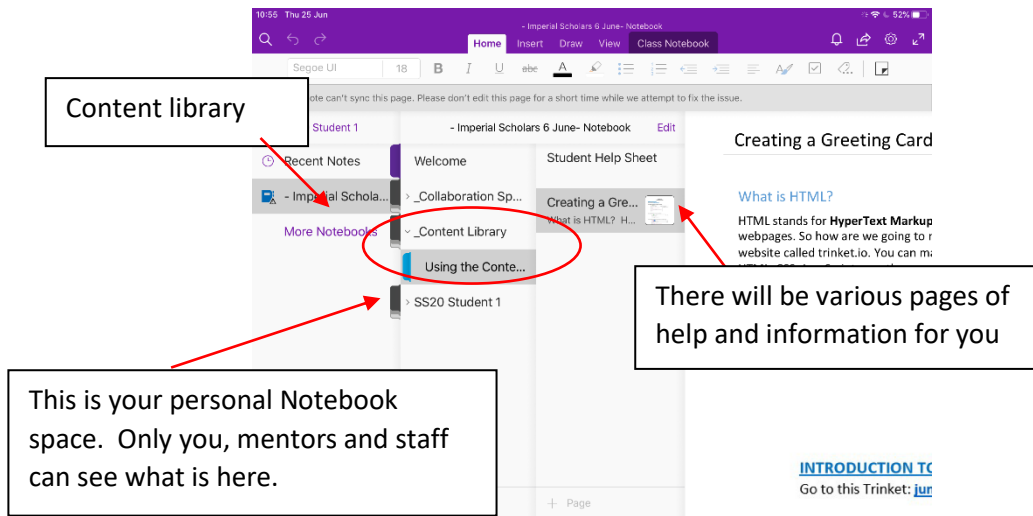 10:55 Thu 25 Jun
52%
- Imperial Scholars 6 June- Notebook
Home Insert Draw View Class Notebook
Segoe UI 18 B I U abc A
ote can't sync this page. Please don't edit this page for a short time while we attempt to fix the issue.
Content library
Student 1 - Imperial Scholars 6 June- Notebook Edit
Creating a Greeting Card
Recent Notes
Welcome
Student Help Sheet
- Imperial Schola...
>_Collaboration Sp...
Creating a Gre...
What is HTML? H...
What is HTML?
HTML stands for HyperText Markup
webpages. So how are we going to
website called trinket.io. You can
More Notebooks
_Content Library
Using the Conte...
> SS20 Student 1
There will be various pages of
help and information for you
This is your personal Notebook
space. Only you, mentors and staff
can see what is here.
+ Page
INTRODUCTION TO
Go to this Trinket: